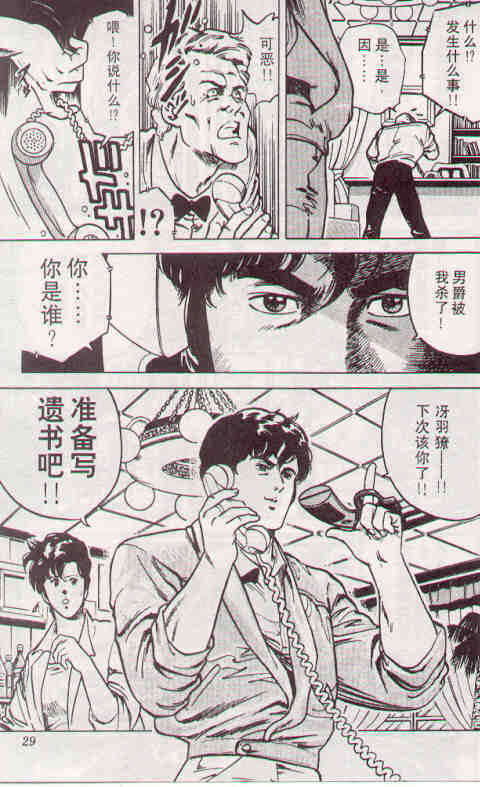 什么!?
发生什么事!!
是…是、
因……
可恶!!
!?
喂！你说什么!?
男爵被
我杀了！
你……
你是谁？
冴羽獠——!!
下次该你了!!
准备写
遗书吧!!
29